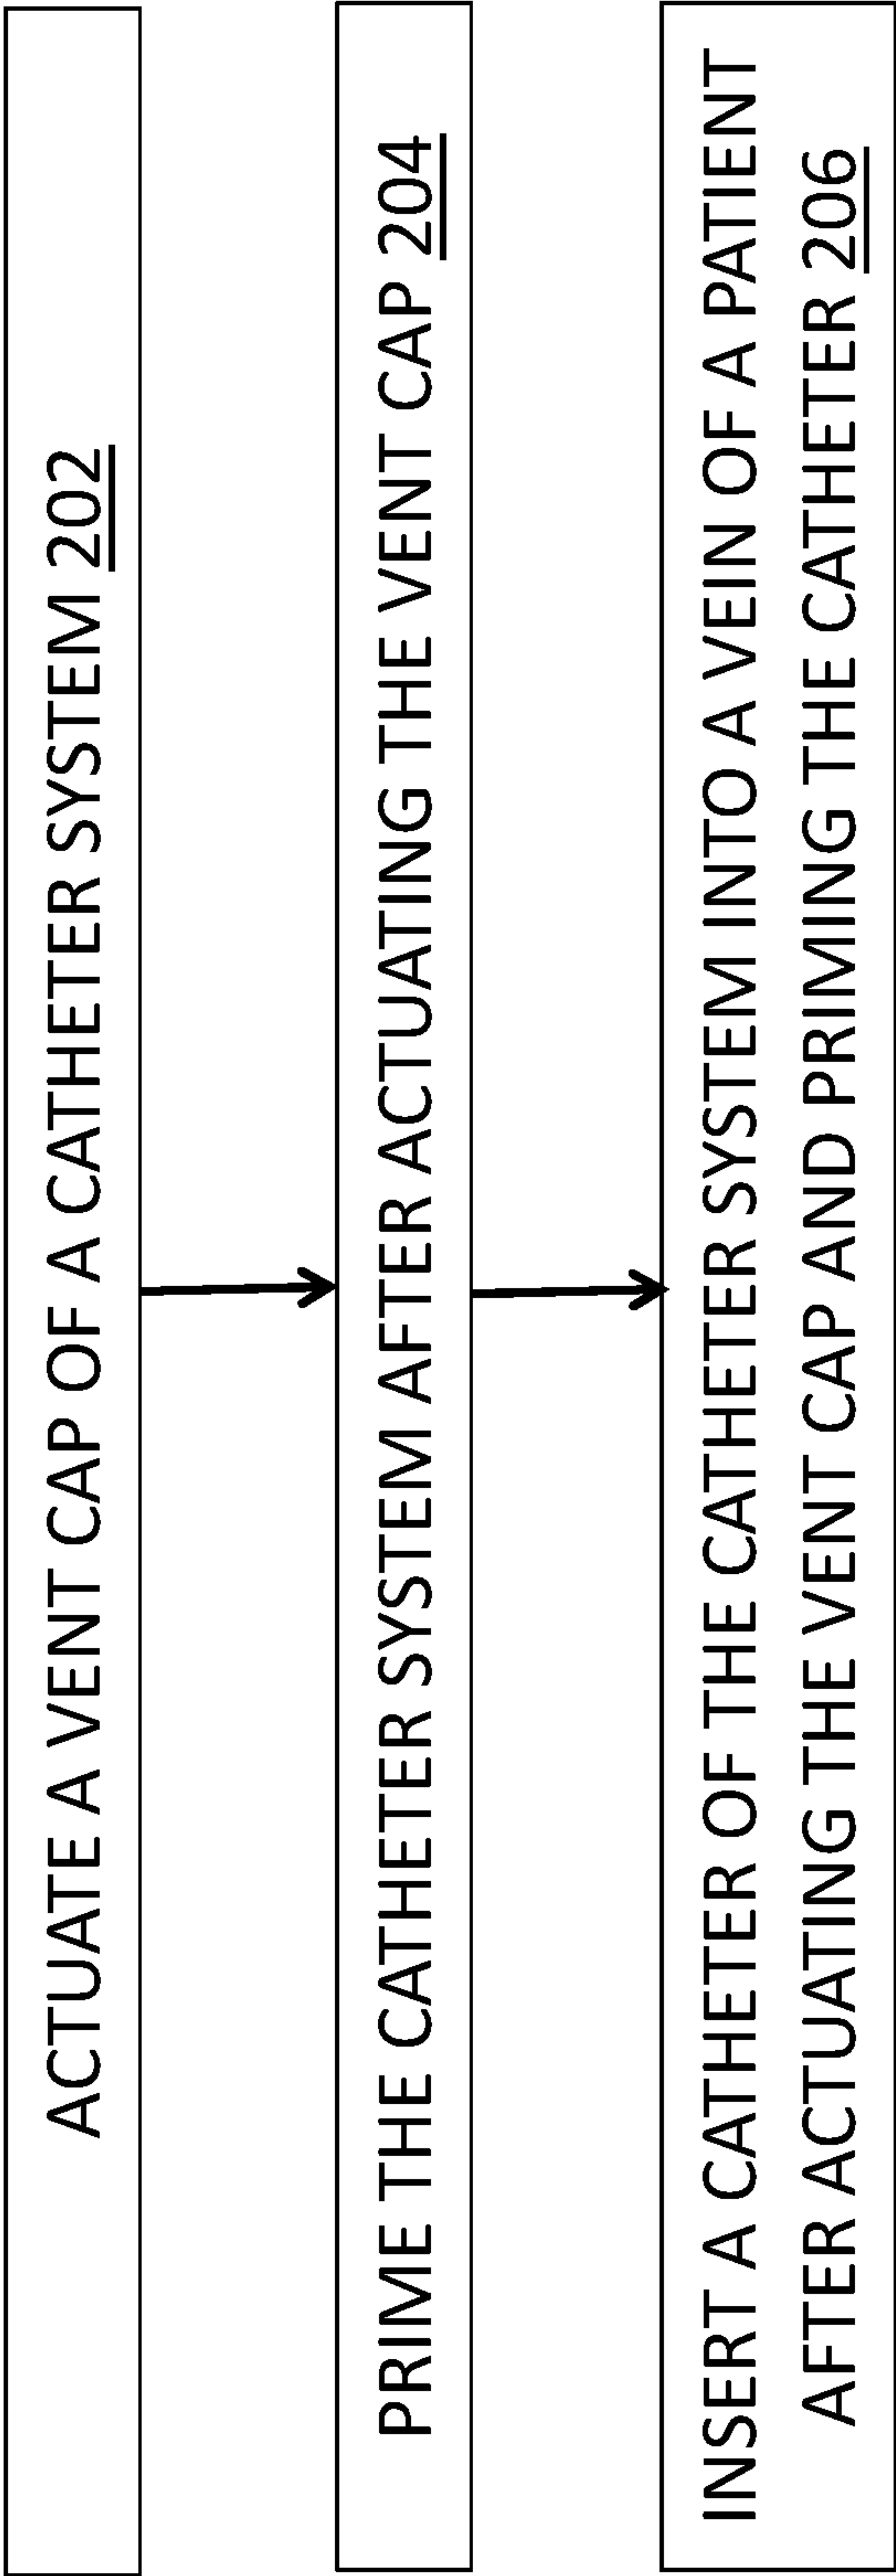 ACTUATE A VENT CAP OF A CATHETER SYSTEM 202
PRIME THE CATHETER SYSTEM AFTER ACTUATING THE VENT CAP 204
INSERT A CATHETER OF THE CATHETER SYSTEM INTO A VEIN OF A PATIENT
AFTER ACTUATING THE VENT CAP AND PRIMING THE CATHETER 206